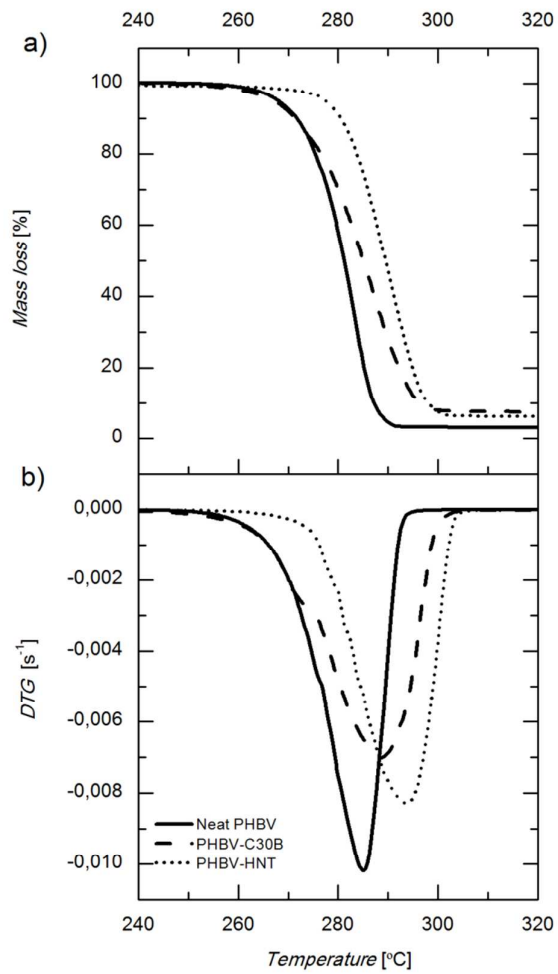 240 260 280 300 320
a)
100
80
60
40
20
0
Mass loss [%]
b)
0,000
-0,002
-0,004
-0,006
-0,008
-0,010
DTG [s-1]
Neat PHBV
PHBV-C30B
PHBV-HNT
240 260 280 300 320
Temperature [ºC]